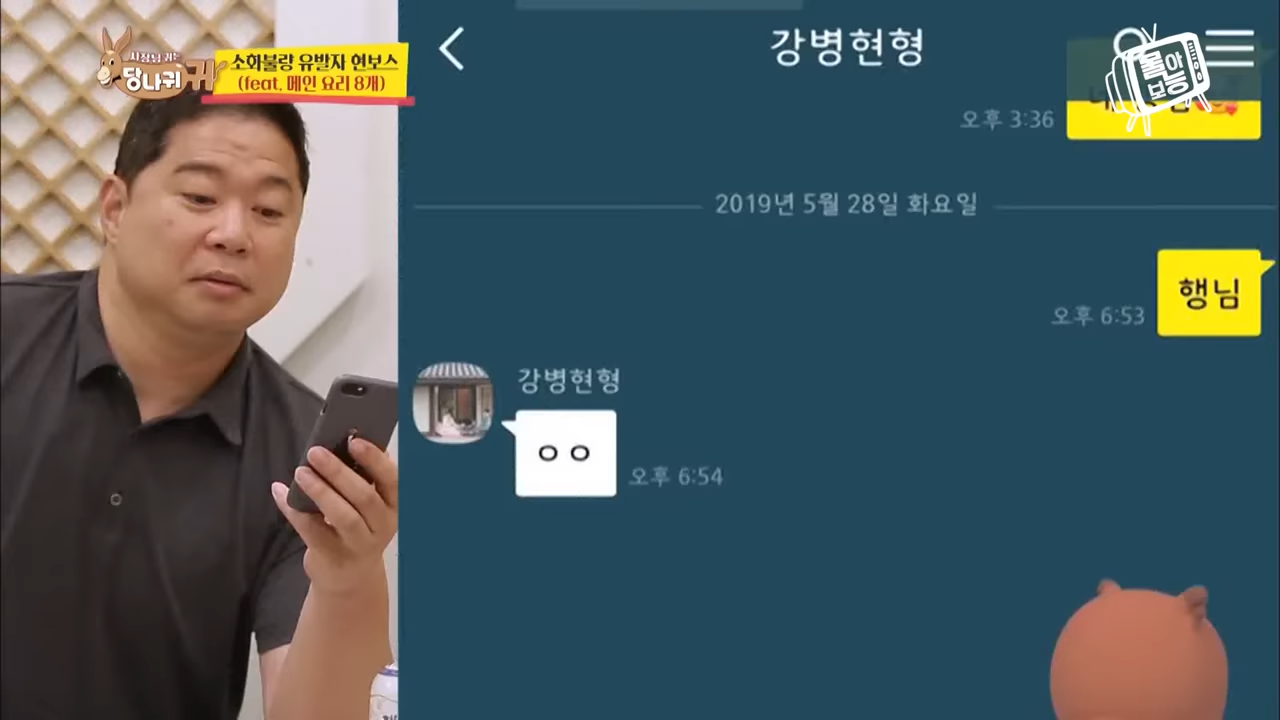 사장님 귀는
당나귀 귀
소화불량 유발자 현보스
(feat. 메인 요리 8개)
강병현형
몰아
보능
오후 3:36
2019년 5월 28일 화요일
행님
오후 6:53
강병현형
ㅇㅇ
오후 6:54